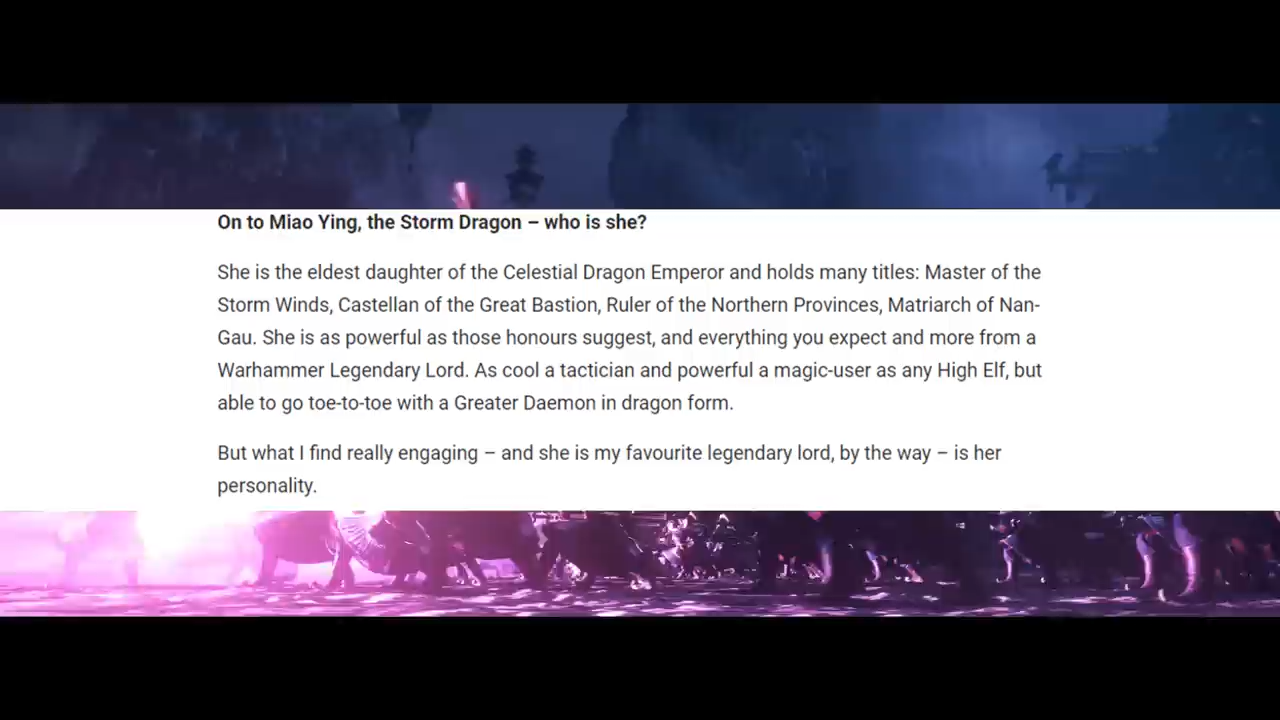 On to Miao Ying, the Storm Dragon – who is she?
She is the eldest daughter of the Celestial Dragon Emperor and holds many titles: Master of the
Storm Winds, Castellan of the Great Bastion, Ruler of the Northern Provinces, Matriarch of Nan-
Gau. She is as powerful as those honours suggest, and everything you expect and more from a
Warhammer Legendary Lord. As cool a tactician and powerful a magic-user as any High Elf, but
able to go toe-to-toe with a Greater Daemon in dragon form.
But what I find really engaging – and she is my favourite legendary lord, by the way – is her
personality.